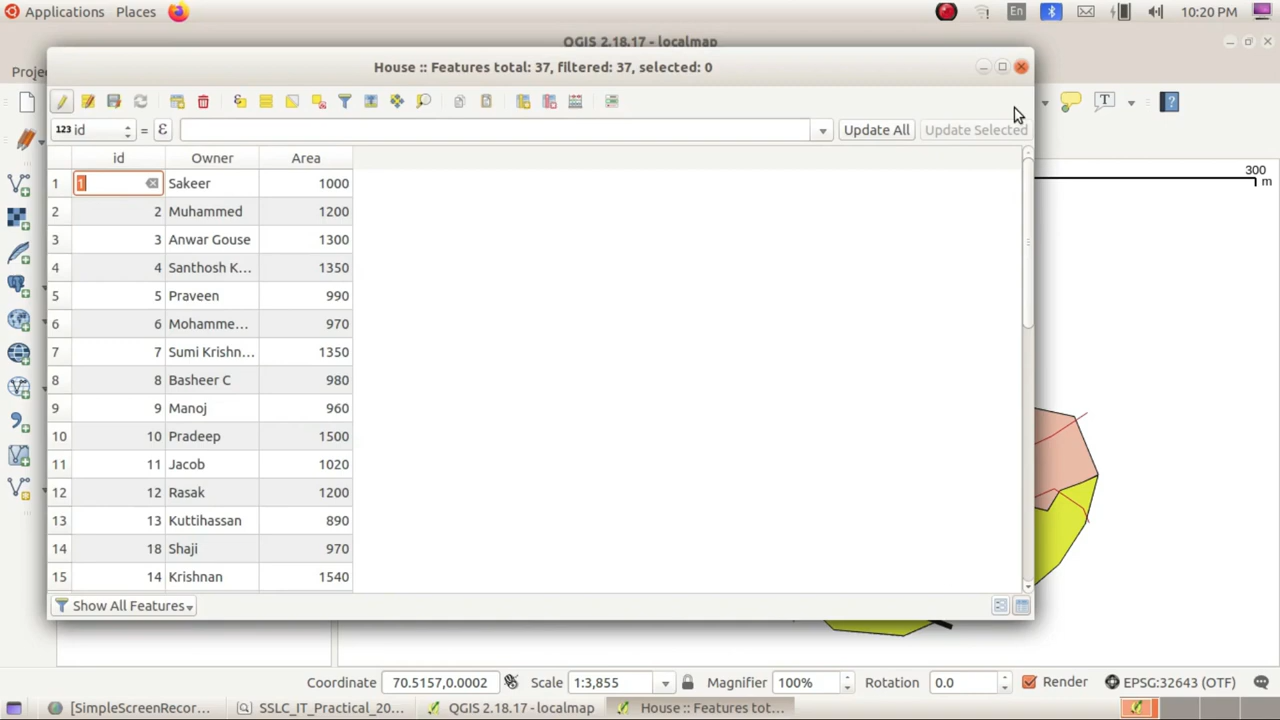 Applications Places En 10:20 PM
QGIS 2.18.17 - localmap
House :: Features total: 37, filtered: 37, selected: 0
Proje
123 id = ε Update All Update Selected
id Owner Area
1 1 Sakeer 1000
2 2 Muhammed 1200
3 3 Anwar Gouse 1300
4 4 Santhosh K... 1350
5 5 Praveen 990
6 6 Mohamme... 970
7 7 Sumi Krishn... 1350
8 8 Basheer C 980
9 9 Manoj 960
10 10 Pradeep 1500
11 11 Jacob 1020
12 12 Rasak 1200
13 13 Kuttihassan 890
14 18 Shaji 970
15 14 Krishnan 1540
300
m
Show All Features
Coordinate 70.5157,0.0002 Scale 1:3,855 Magnifier 100% Rotation 0.0 Render EPSG:32643 (OTF)
[SimpleScreenRecor... SSLC_IT_Practical_20... QGIS 2.18.17 - localmap House :: Features tot...